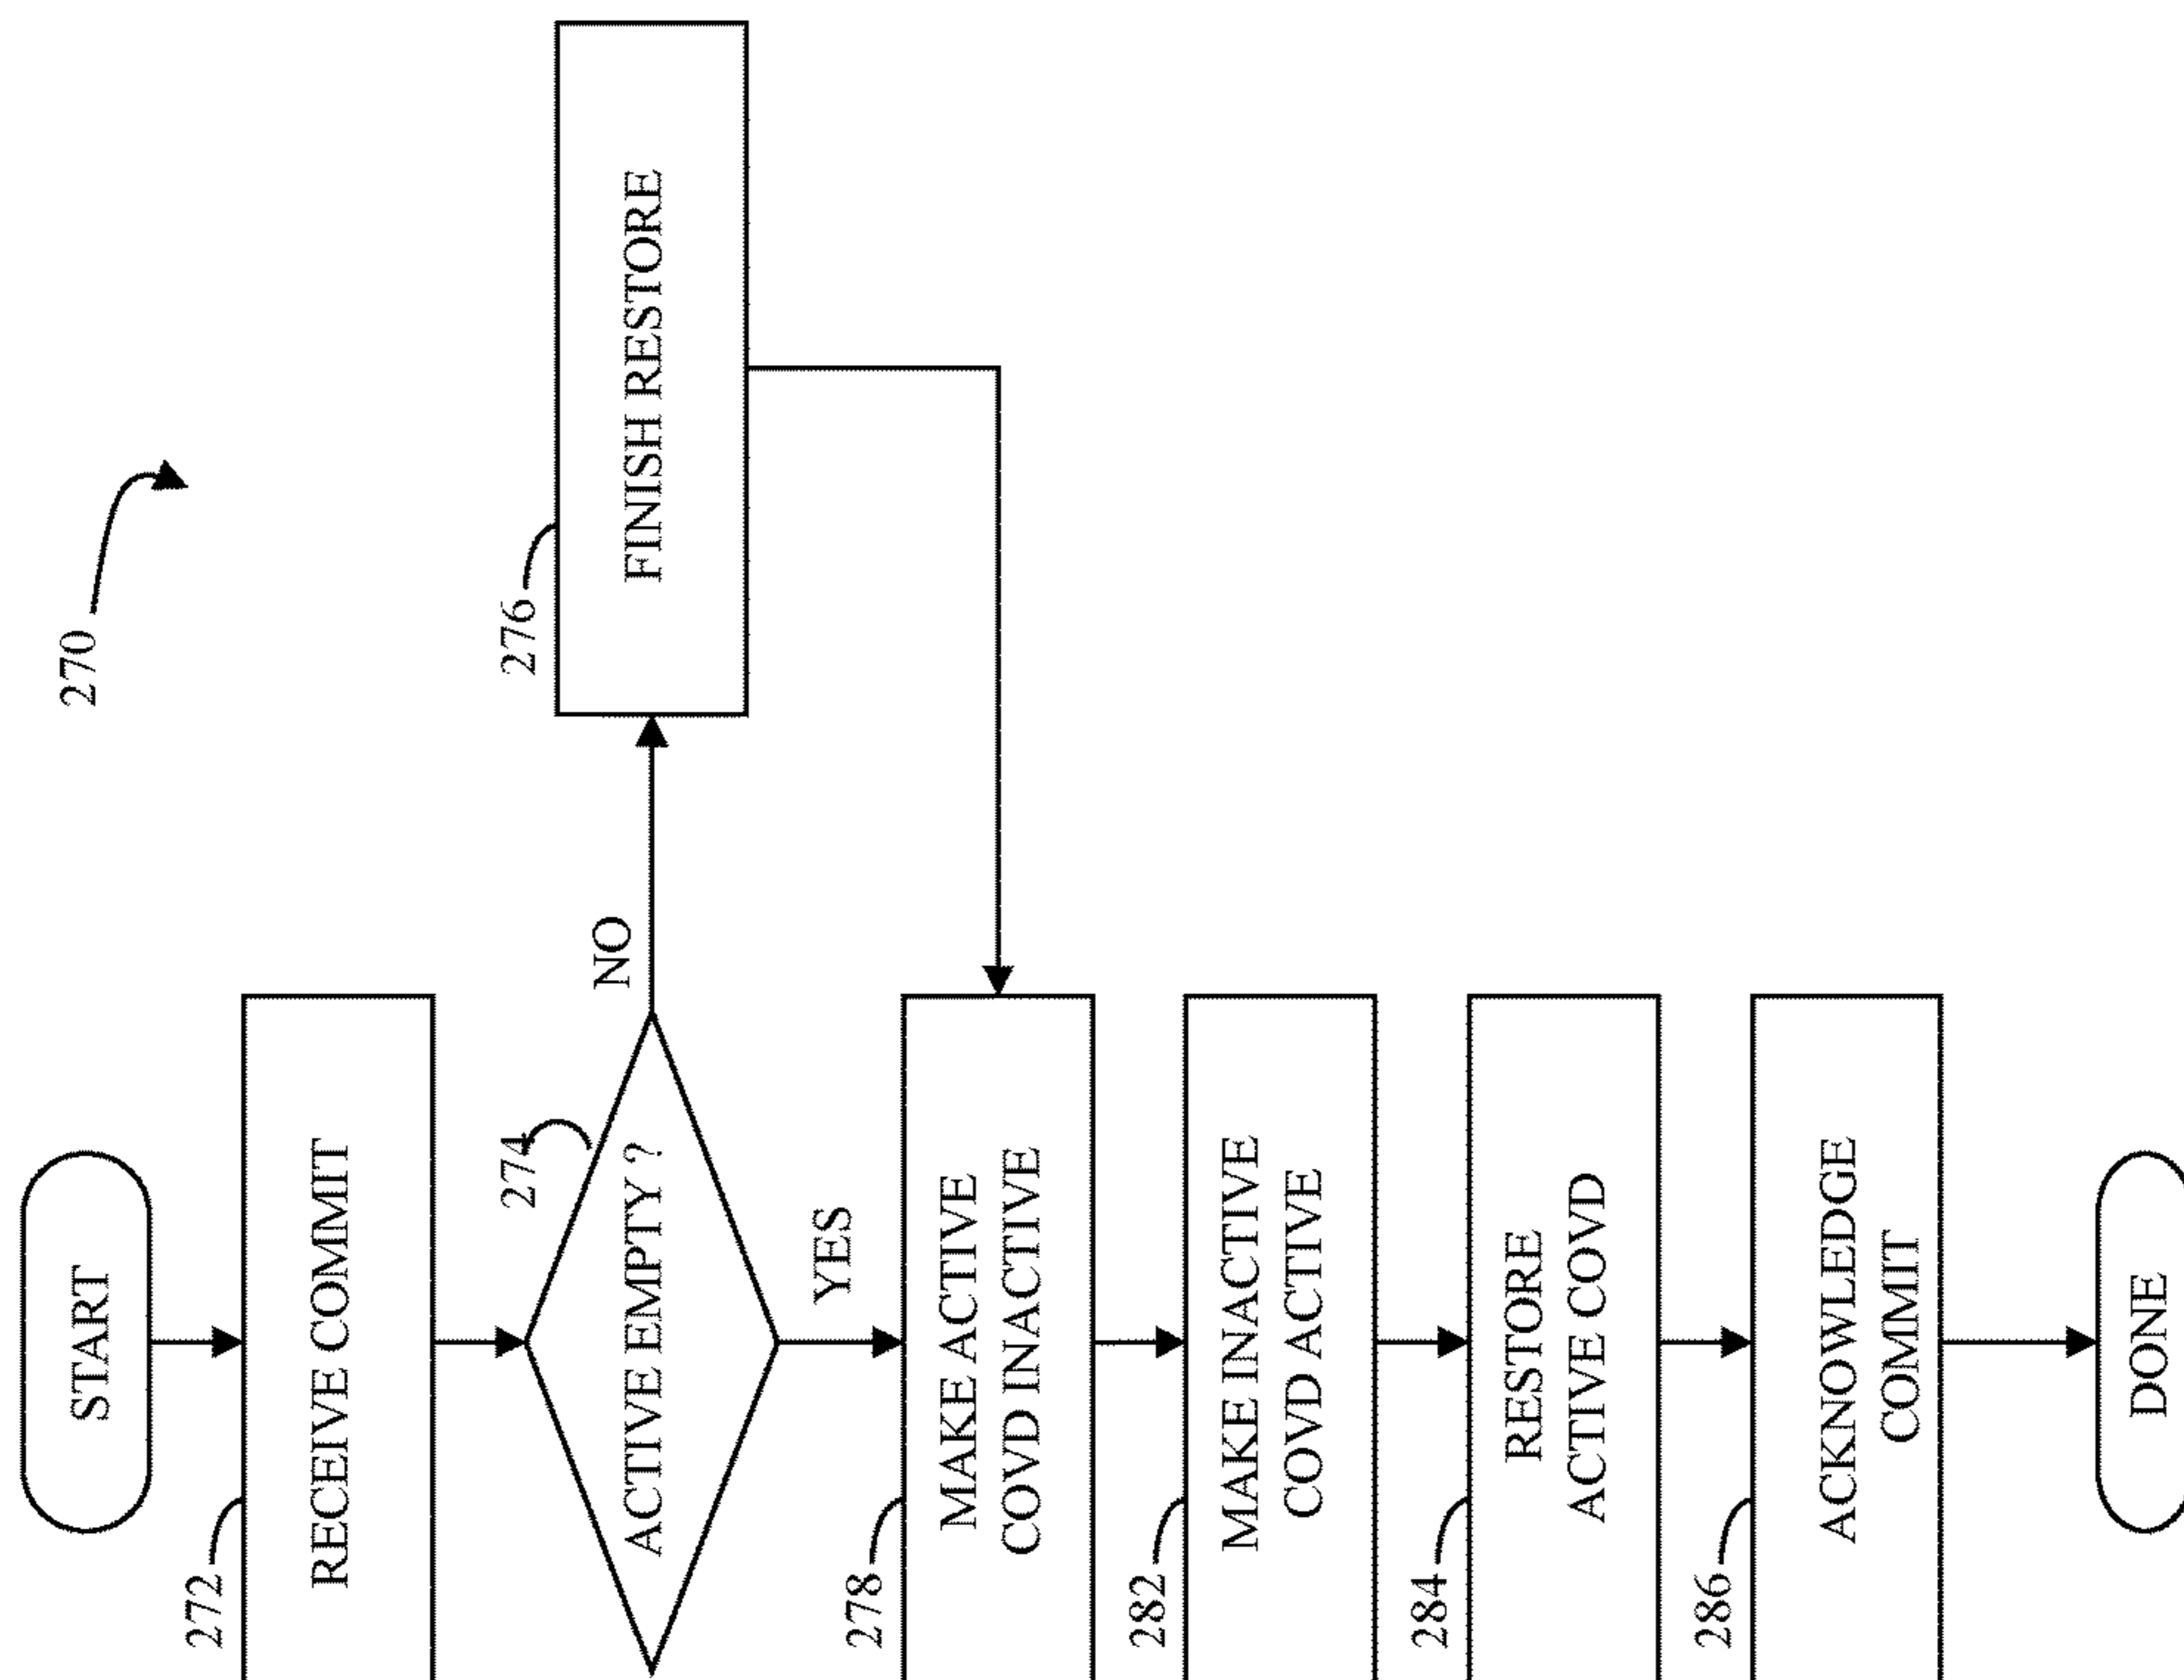 270
START
272
RECEIVE COMMIT
274
ACTIVE EMPTY ?
NO
276
FINISH RESTORE
YES
278
MAKE ACTIVE
COVD INACTIVE
282
MAKE INACTIVE
COVD ACTIVE
284
RESTORE
ACTIVE COVD
286
ACKNOWLEDGE
COMMIT
DONE